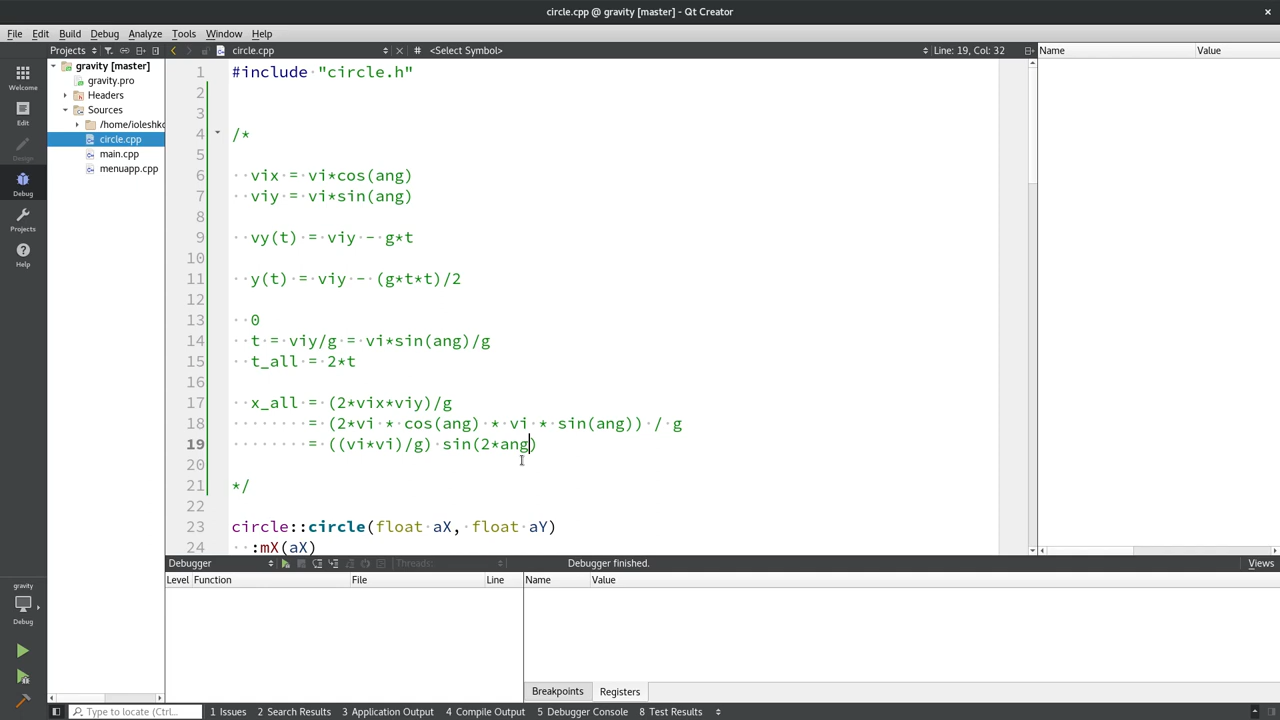 circle.cpp @ gravity [master] - Qt Creator
×
File Edit Build Debug Analyze Tools Window Help
Projects circle.cpp # <Select Symbol> Line: 19, Col: 32 Name Value
Welcome
Edit
Design
Debug
Projects
Help
gravity [master]
gravity.pro
Headers
Sources
/home/ioleshko
circle.cpp
main.cpp
menuapp.cpp
1 #include "circle.h"
2
3
4 /*
5
6 vix = vi*cos(ang)
7 viy = vi*sin(ang)
8
9 vy(t) = viy - g*t
10
11 y(t) = viy - (g*t*t)/2
12
13 0
14 t = viy/g = vi*sin(ang)/g
15 t_all = 2*t
16
17 x_all = (2*vix*viy)/g
18 = (2*vi * cos(ang) * vi * sin(ang)) / g
19 = ((vi*vi)/g) sin(2*ang)
20
21 */
22
23 circle::circle(float aX, float aY)
24 :mX(aX)
Debugger Threads: Debugger finished. Views
Level Function File Line Name Value
gravity
Debug
Breakpoints Registers
Type to locate (Ctrl... 1 Issues 2 Search Results 3 Application Output 4 Compile Output 5 Debugger Console 8 Test Results